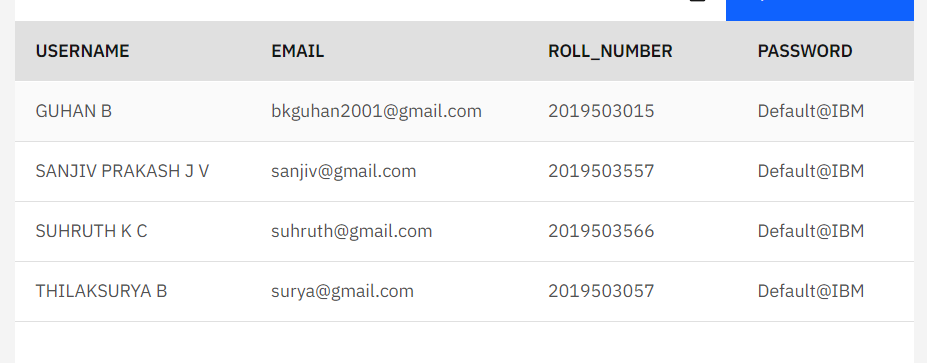 USERNAME EMAIL ROLL_NUMBER PASSWORD
GUHAN B bkguhan2001@gmail.com 2019503015 Default@IBM
SANJIV PRAKASH J V sanjiv@gmail.com 2019503557 Default@IBM
SUHRUTH K C suhruth@gmail.com 2019503566 Default@IBM
THILAKSURYA B surya@gmail.com 2019503057 Default@IBM